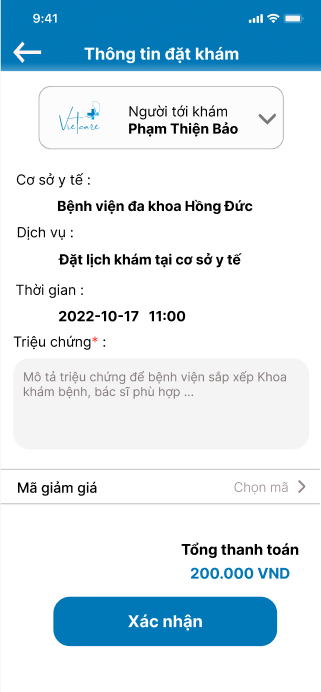 9:41
Thông tin đặt khám
Vietcare
Người tới khám
Phạm Thiện Bảo
Cơ sở y tế :
Bệnh viện đa khoa Hồng Đức
Dịch vụ :
Đặt lịch khám tại cơ sở y tế
Thời gian :
2022-10-17 11:00
Triệu chứng* :
Mô tả triệu chứng để bệnh viện sắp xếp Khoa
khám bệnh, bác sĩ phù hợp ...
Mã giảm giá
Chọn mã
Tổng thanh toán
200.000 VND
Xác nhận